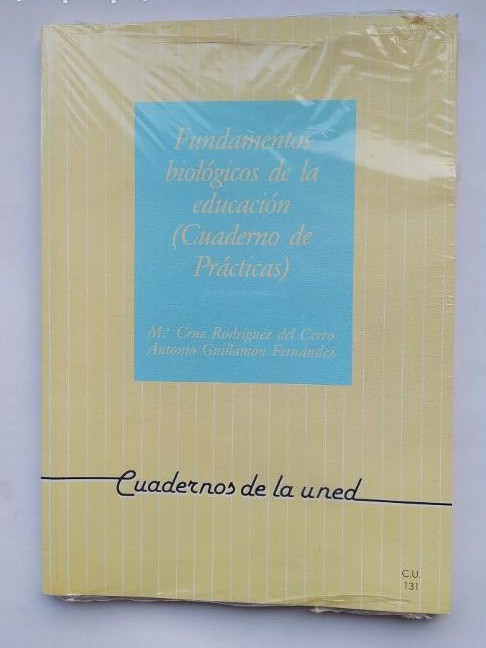 Fundamentos
biológicos de la
educación
(Cuaderno de
Prácticas)
M.ª Cruz Rodríguez del Cerro
Antonio Guillamón Fernández
Cuadernos de la uned
C.U.
131